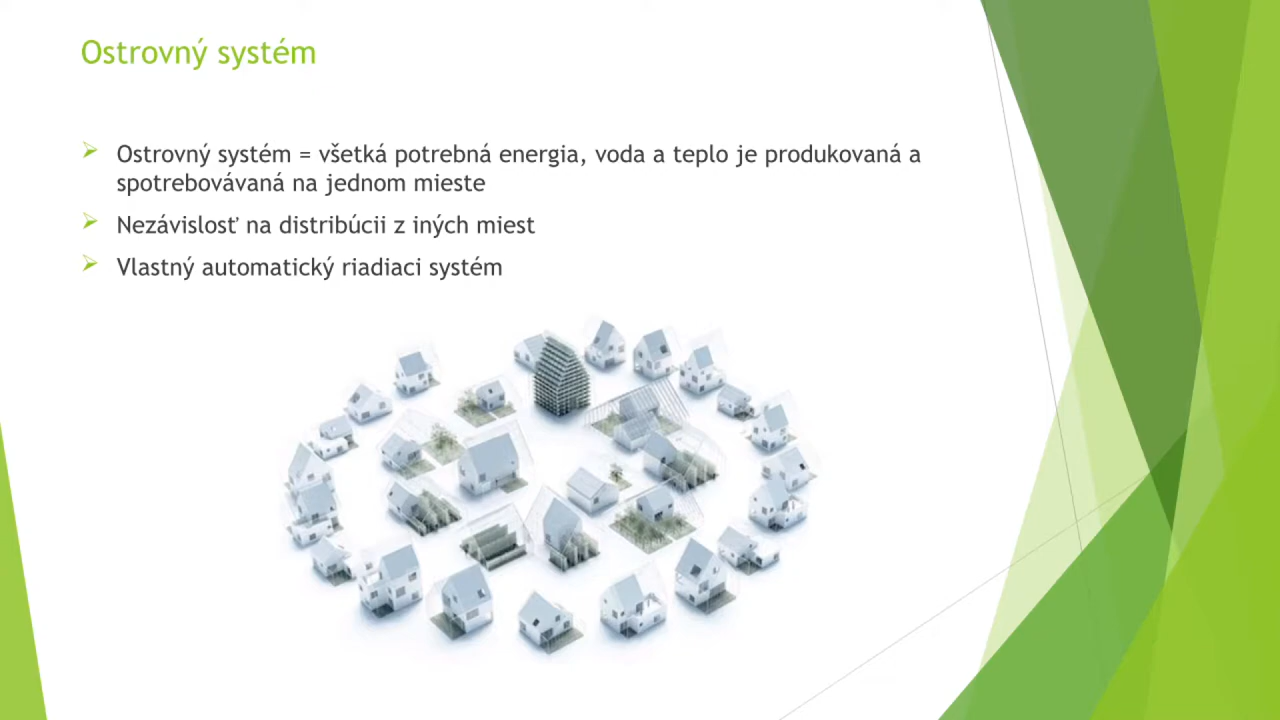 Ostrovný systém
Ostrovný systém = všetká potrebná energia, voda a teplo je produkovaná a
spotrebovávaná na jednom mieste
Nezávislosť na distribúcii z iných miest
Vlastný automatický riadiaci systém